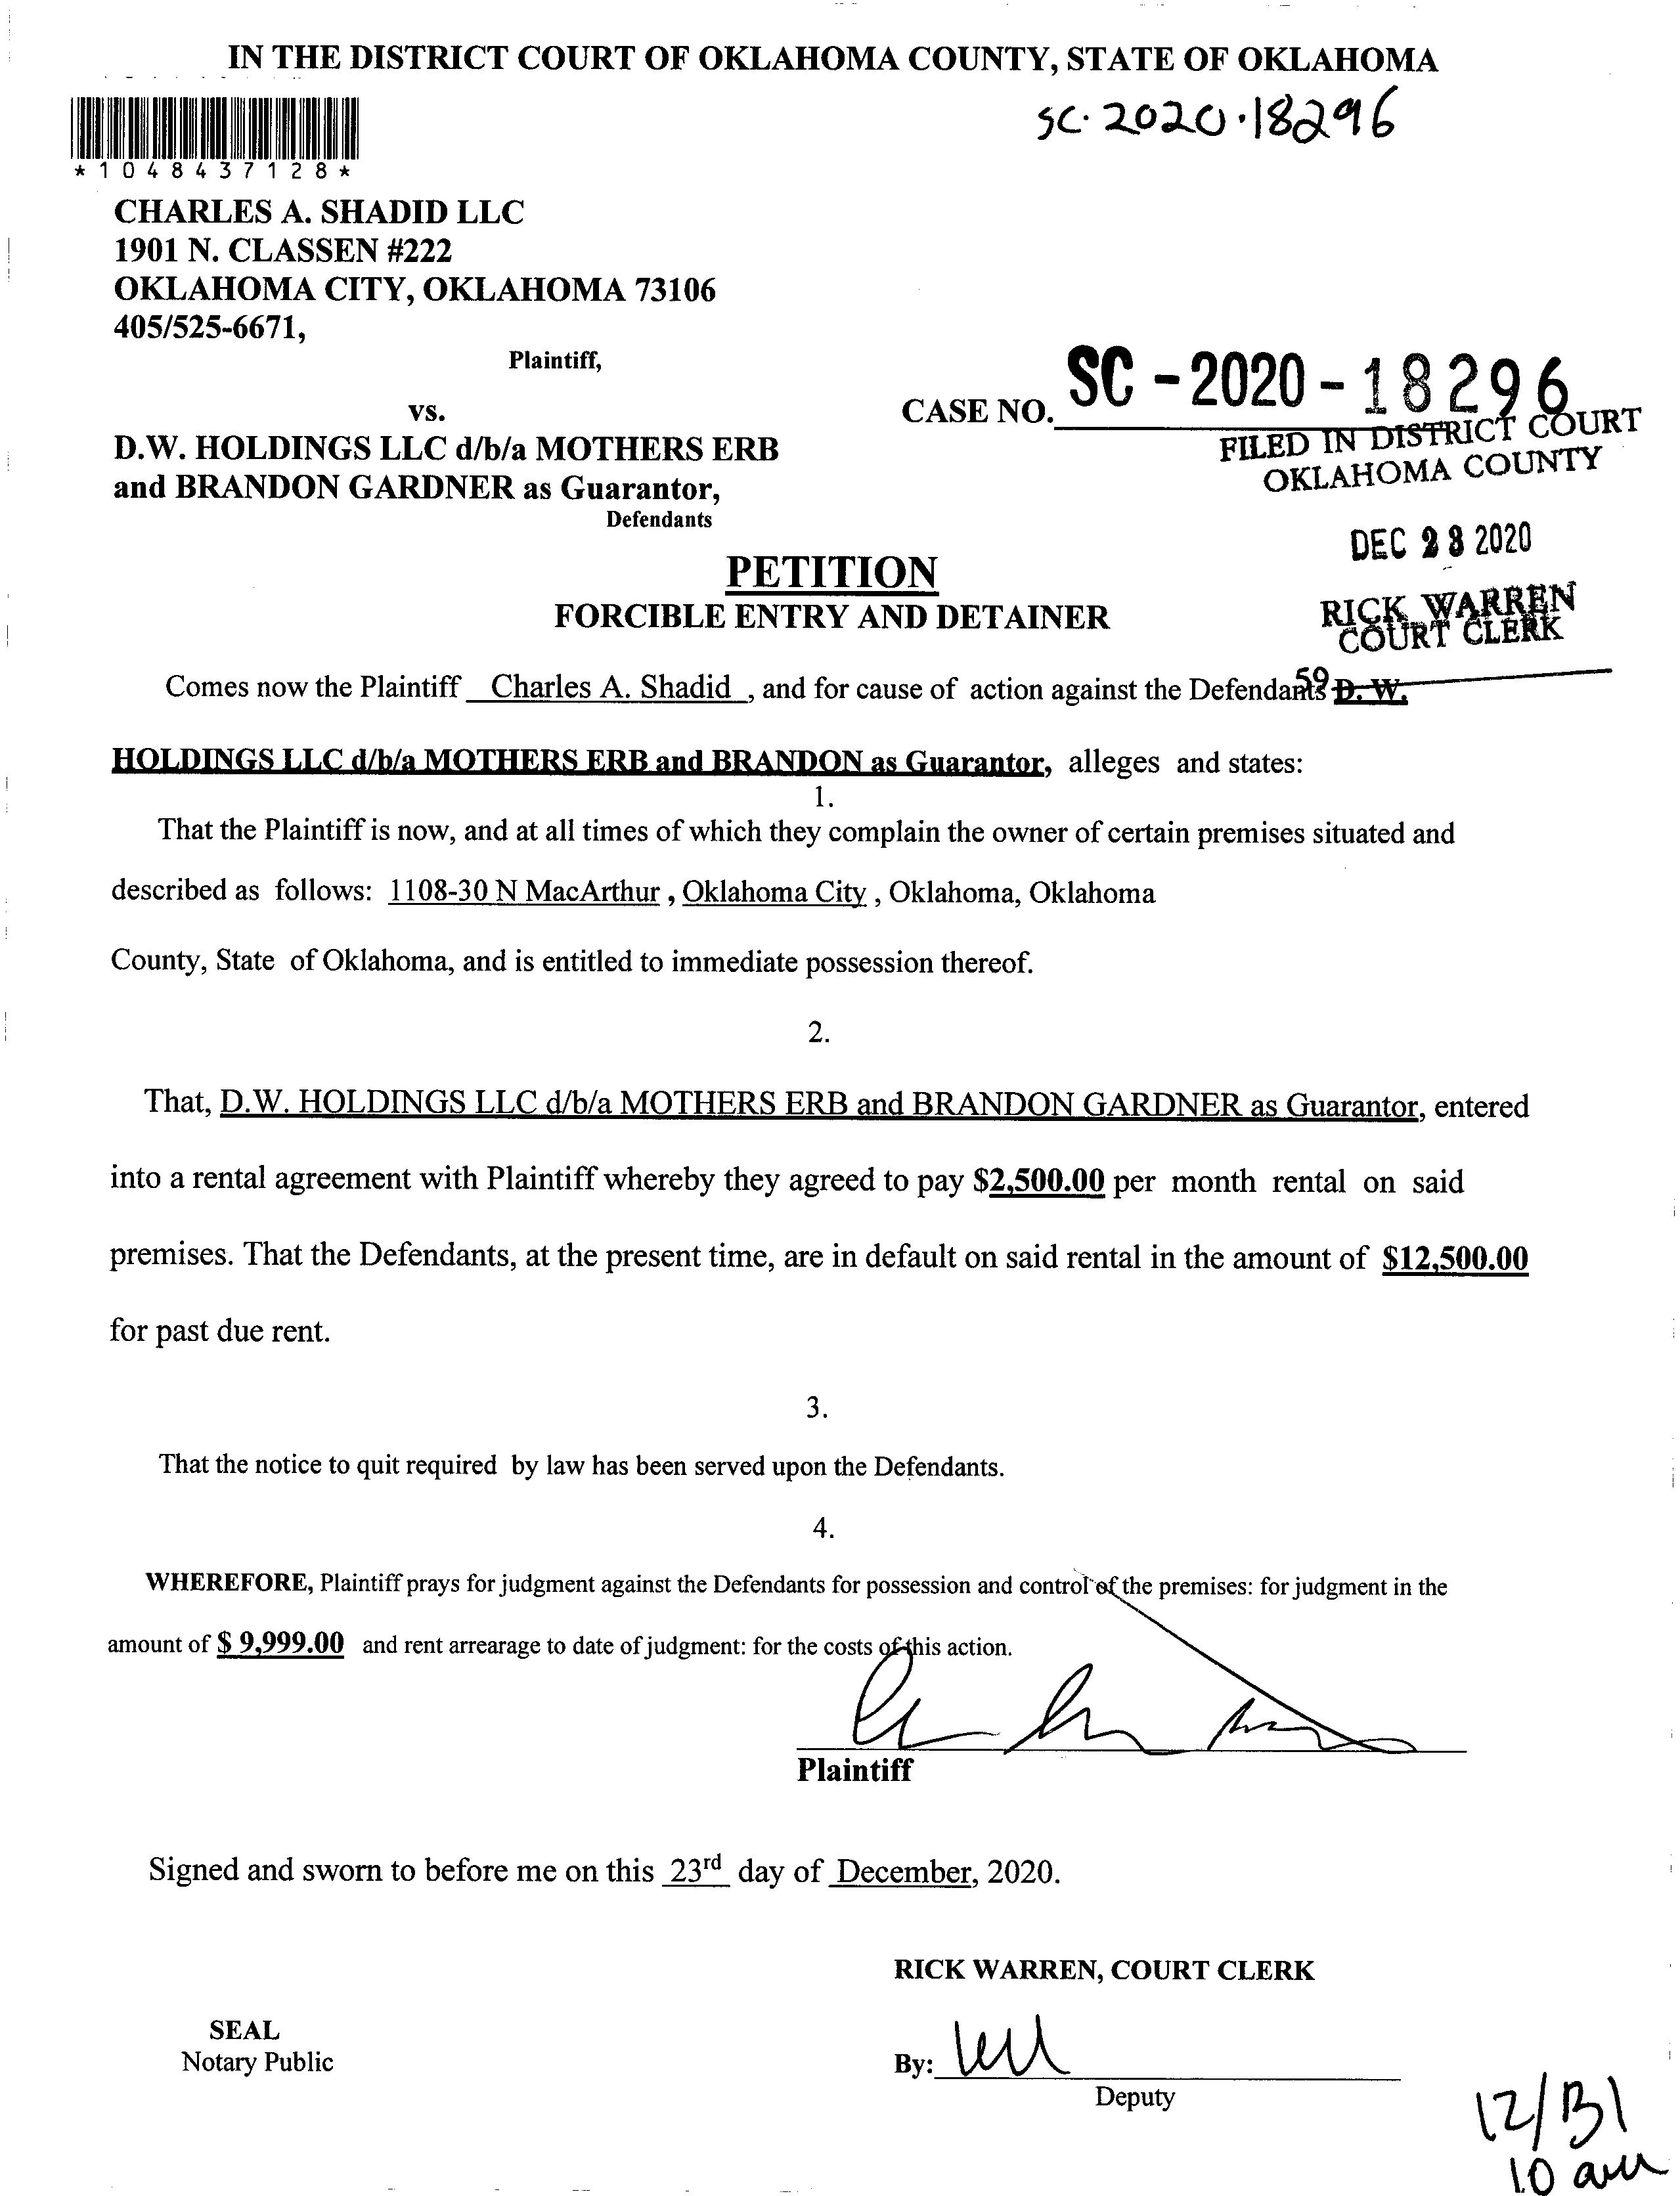 IN THE DISTRICT COURT OF OKLAHOMA COUNTY, STATE OF OKLAHOMA
SC·2020·18296
*1048437128*
CHARLES A. SHADID LLC
1901 N. CLASSEN #222
OKLAHOMA CITY, OKLAHOMA 73106
405/525-6671,
Plaintiff,
vs.
CASE NO. SC-2020-18296
D.W. HOLDINGS LLC d/b/a MOTHERS ERB
and BRANDON GARDNER as Guarantor,
Defendants
FILED IN DISTRICT COURT
OKLAHOMA COUNTY
DEC 23 2020
RICK WARREN
COURT CLERK
59
PETITION
FORCIBLE ENTRY AND DETAINER
Comes now the Plaintiff Charles A. Shadid , and for cause of action against the Defendants D. W.
HOLDINGS LLC d/b/a MOTHERS ERB and BRANDON as Guarantor, alleges and states:
1.
That the Plaintiff is now, and at all times of which they complain the owner of certain premises situated and
described as follows: 1108-30 N MacArthur , Oklahoma City , Oklahoma, Oklahoma
County, State of Oklahoma, and is entitled to immediate possession thereof.
2.
That, D.W. HOLDINGS LLC d/b/a MOTHERS ERB and BRANDON GARDNER as Guarantor, entered
into a rental agreement with Plaintiff whereby they agreed to pay $2,500.00 per month rental on said
premises. That the Defendants, at the present time, are in default on said rental in the amount of $12,500.00
for past due rent.
3.
That the notice to quit required by law has been served upon the Defendants.
4.
WHEREFORE, Plaintiff prays for judgment against the Defendants for possession and control of the premises: for judgment in the
amount of $ 9,999.00 and rent arrearage to date of judgment: for the costs of this action.
Plaintiff
Signed and sworn to before me on this 23rd day of December, 2020.
RICK WARREN, COURT CLERK
SEAL
Notary Public
By:
Deputy
12/31
10 am